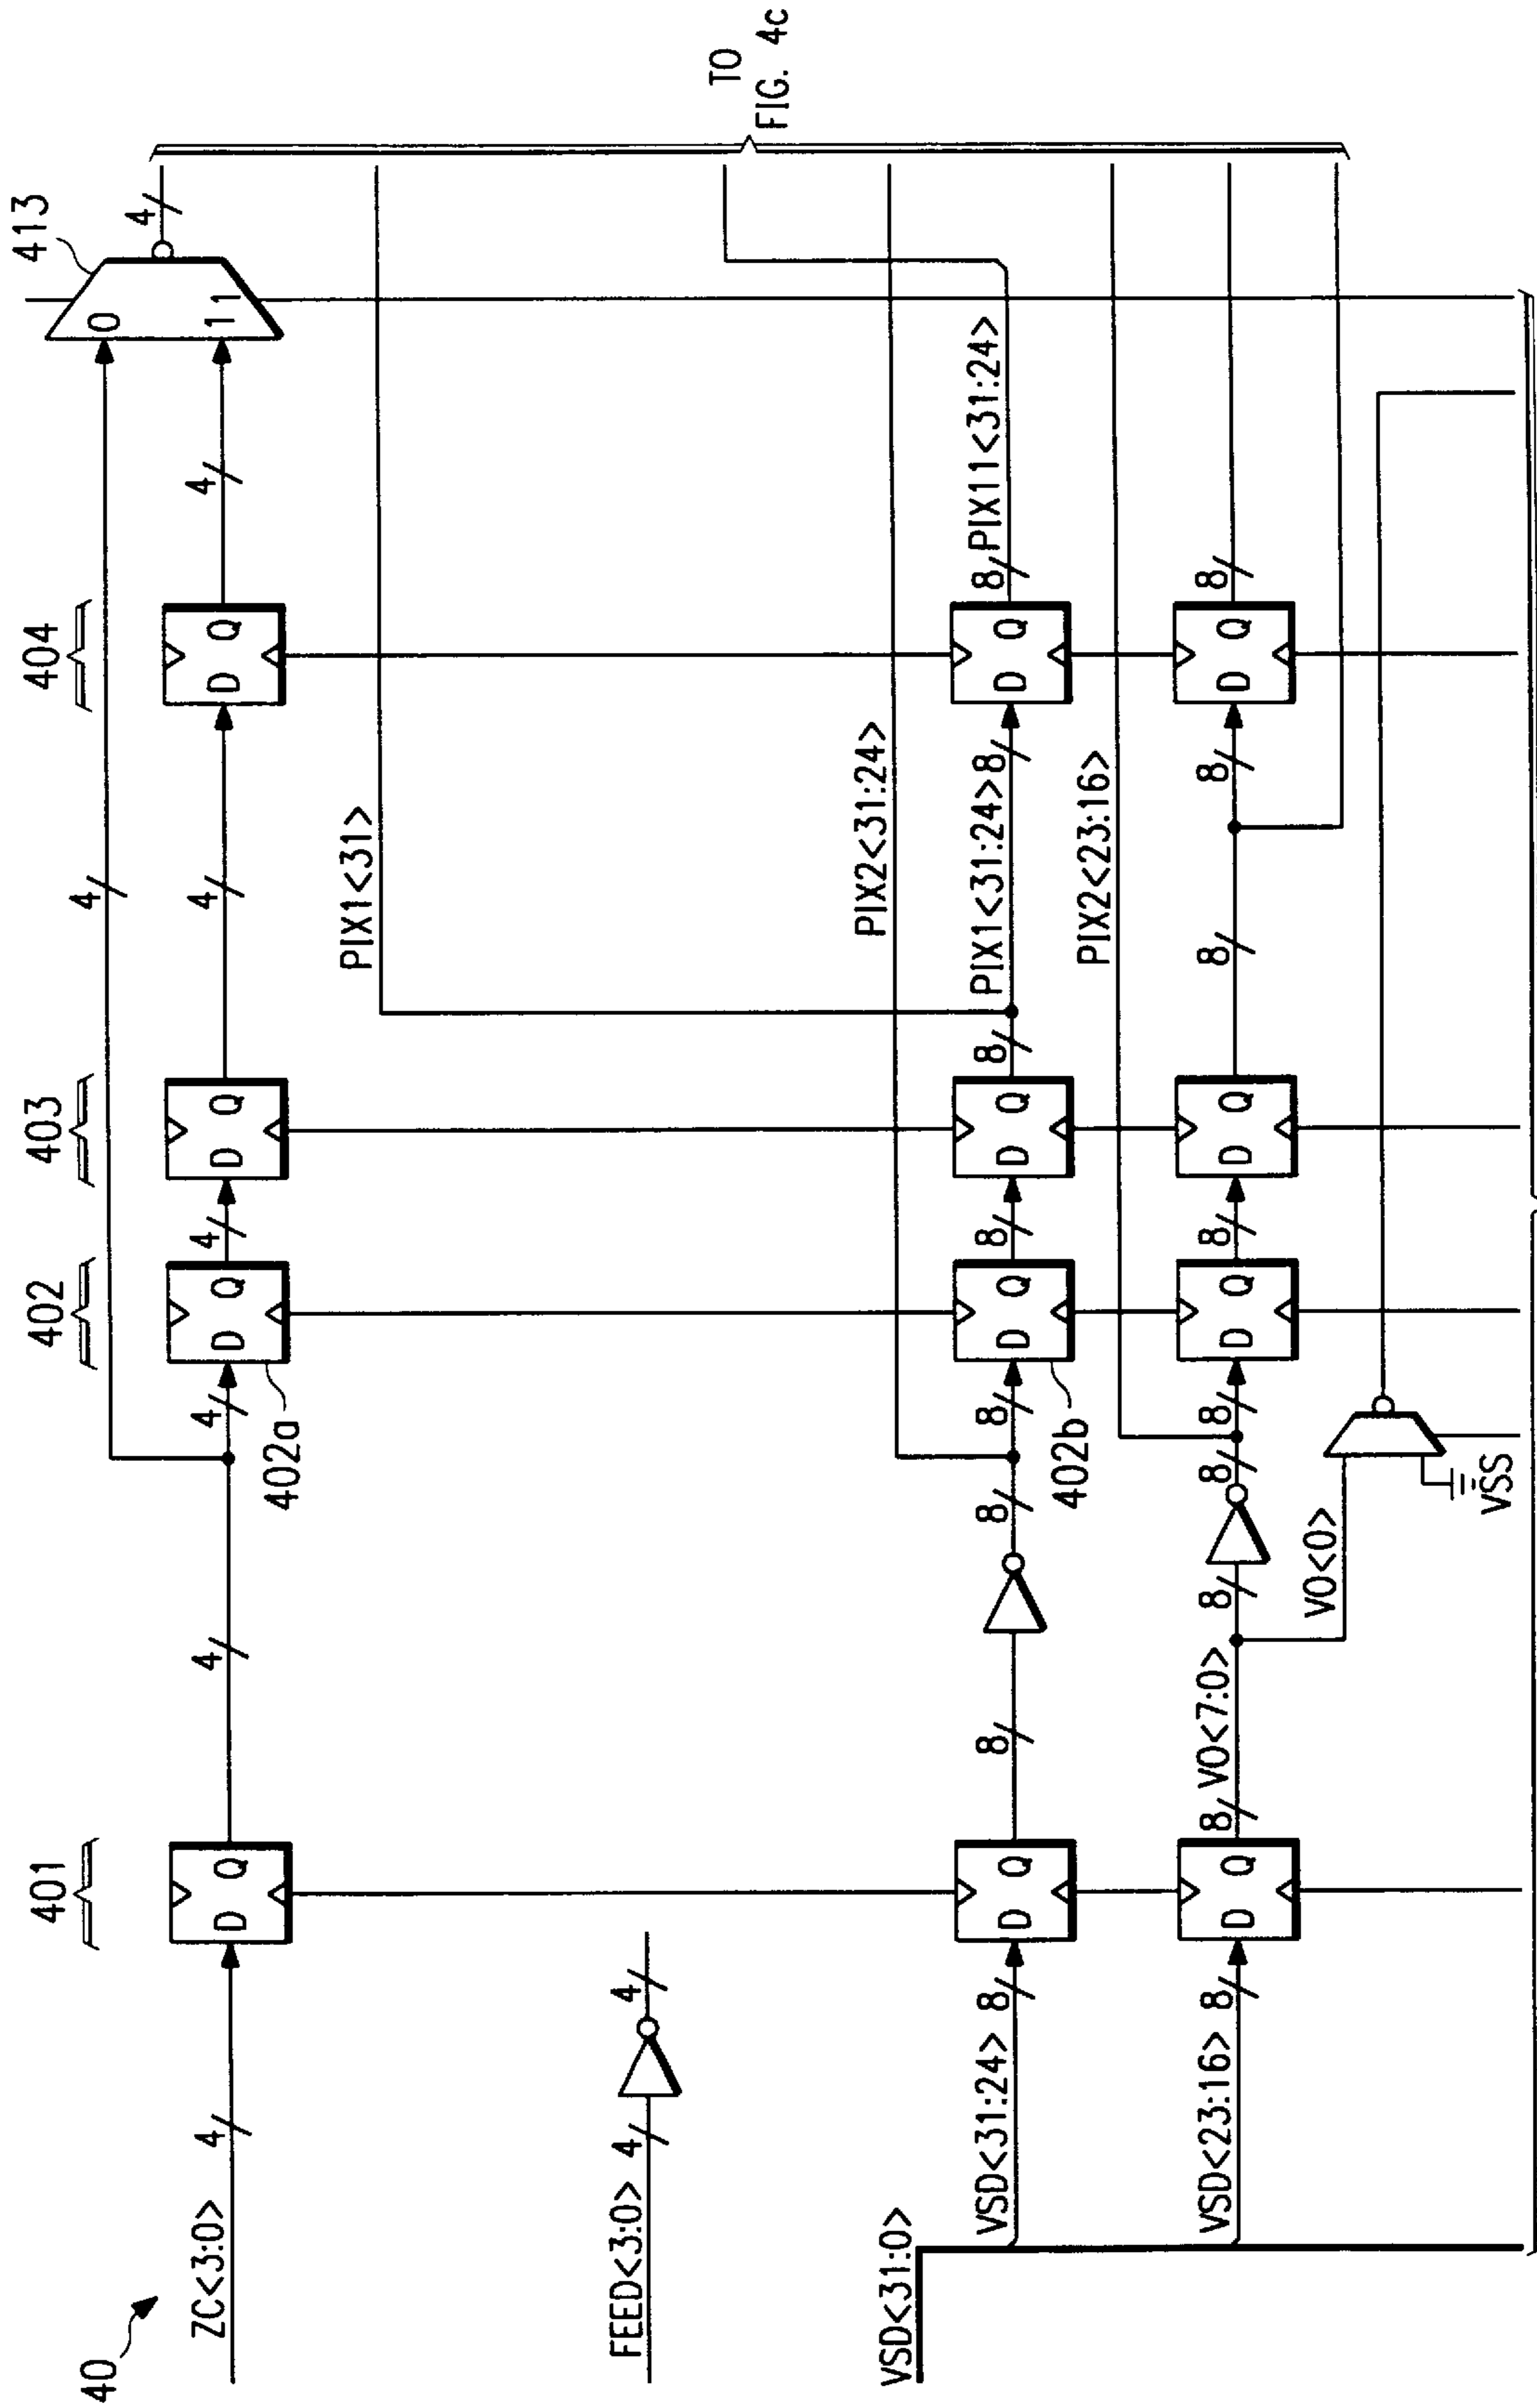 401 402 403 404 413
40 4 0 4
ZC<3:0> 4 D Q 4 4 D Q 4 D Q 4 D Q 4 11
402a
PIX1<31>
FEED<3:0> 4 4
TO
FIG. 4c
PIX2<31:24>
VSD<31:0>
VSD<31:24> 8 D Q 8 8 8 D Q 8 D Q 8 PIX1<31:24> 8 D Q 8 PIX11<31:24>
402b
PIX2<23:16>
VSD<23:16> 8 D Q 8 VO<7:0> 8 8 8 D Q 8 D Q 8 8 D Q 8
VO<0>
VSS